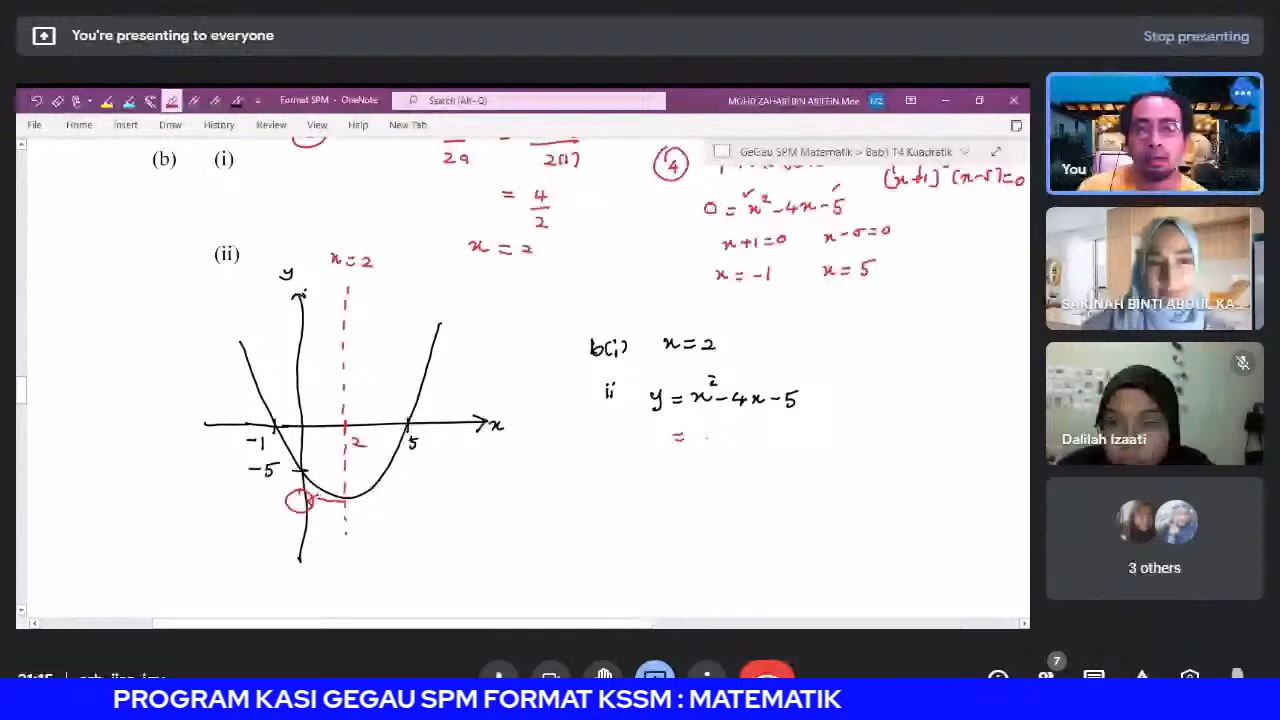 You're presenting to everyone
Stop presenting
Format SPM - OneNote
Search (Alt-Q)
MOHD ZAHARI BIN ARIFFIN Moe
MZ
File Home Insert Draw History Review View Help New Tab
GeGau SPM Matematik > Bab1 T4 Kuadratik
(b) (i)
2a 2(1)
= 4/2
x = 2
4
(x+1) (x-5)=0
0 = x² - 4x - 5
x+1=0 x-5=0
x = -1 x = 5
(ii)
x = 2
y
x
-1
2
5
-5
b(i) x = 2
ii y = x² - 4x - 5
=
You
SAKINAH BINTI ABDUL KA...
Dalilah Izaati
3 others
7
PROGRAM KASI GEGAU SPM FORMAT KSSM : MATEMATIK